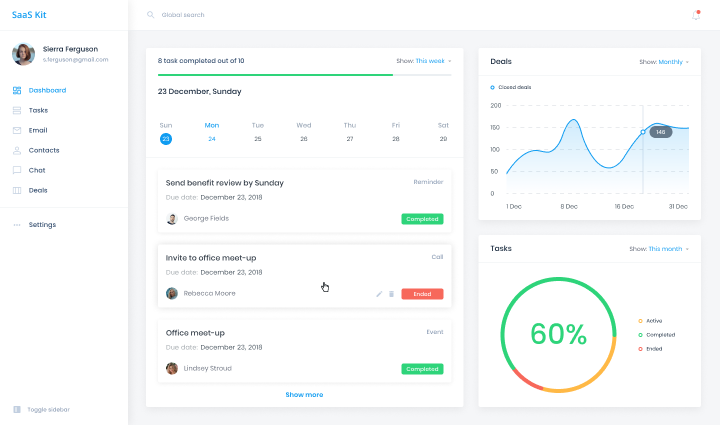 SaaS Kit
Global search
Sierra Ferguson
s.ferguson@gmail.com
Dashboard
Tasks
Email
Contacts
Chat
Deals
Settings
Toggle sidebar
8 task completed out of 10
Show: This week
23 December, Sunday
Sun Mon Tue Wed Thu Fri Sat
23 24 25 26 27 28 29
Send benefit review by Sunday Reminder
Due date: December 23, 2018
George Fields Completed
Invite to office meet-up Call
Due date: December 23, 2018
Rebecca Moore Ended
Office meet-up Event
Due date: December 23, 2018
Lindsey Stroud Completed
Show more
Deals Show: Monthly
Closed deals
200
150
100
50
0
146
1 Dec 8 Dec 16 Dec 31 Dec
Tasks Show: This month
60%
Active
Completed
Ended